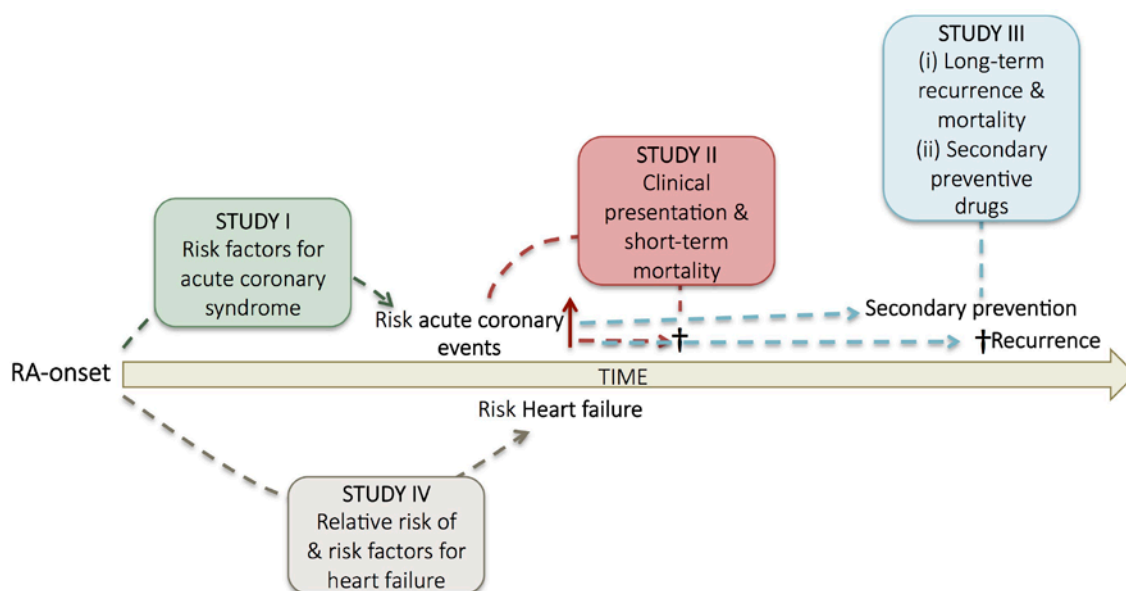 STUDY III
(i) Long-term
recurrence &
mortality
(ii) Secondary
preventive
drugs
STUDY II
Clinical
presentation &
short-term
mortality
STUDY I
Risk factors for
acute coronary
syndrome
Risk acute coronary
events
Secondary prevention
†
†Recurrence
RA-onset
TIME
Risk Heart failure
STUDY IV
Relative risk of
& risk factors for
heart failure